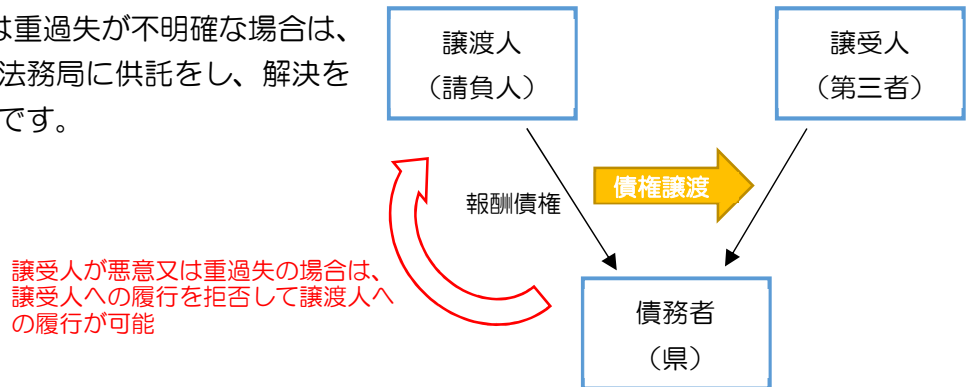 は重過失が不明確な場合は、
法務局に供託をし、解決を
です。
譲渡人
（請負人）
譲受人
（第三者）
債権譲渡
報酬債権
譲受人が悪意又は重過失の場合は、
譲受人への履行を拒否して譲渡人へ
の履行が可能
債務者
（県）